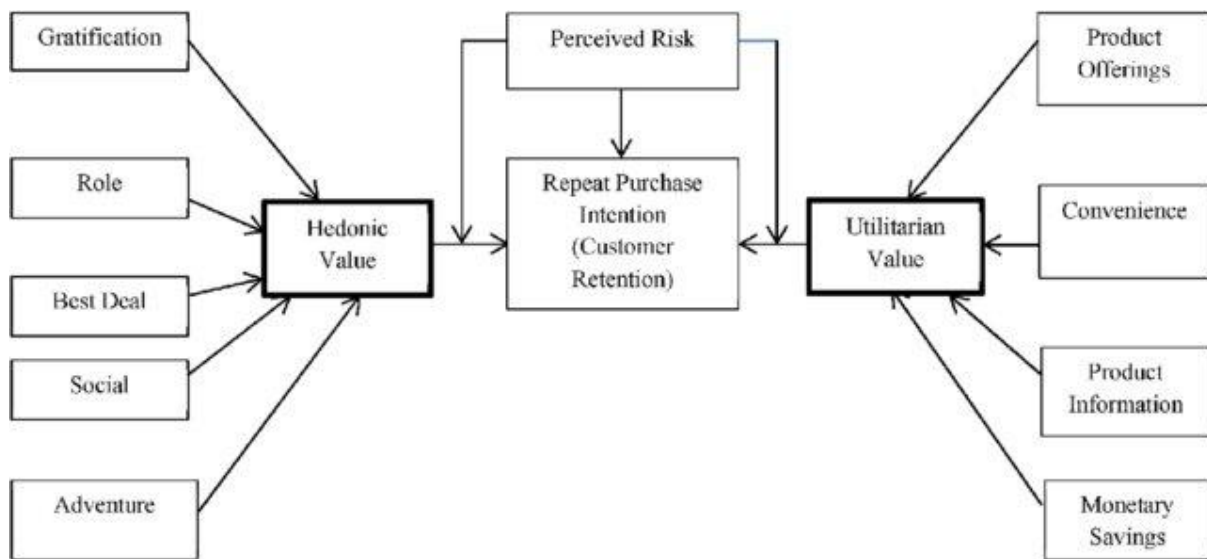 Gratification
Perceived Risk
Product
Offerings
Role
Hedonic
Value
Repeat Purchase
Intention
(Customer
Retention)
Utilitarian
Value
Convenience
Best Deal
Social
Product
Information
Adventure
Monetary
Savings